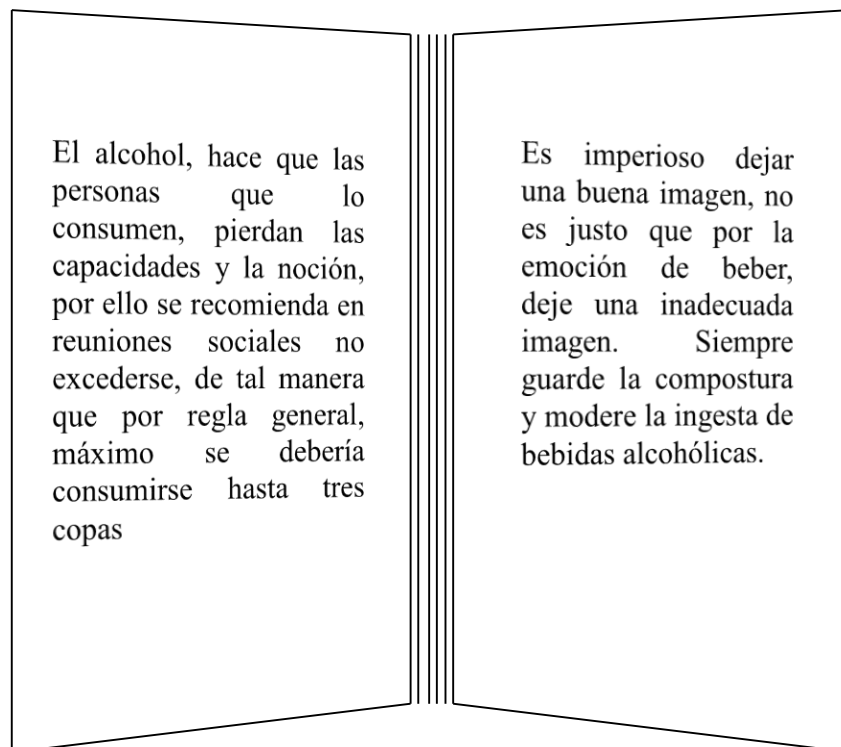 El alcohol, hace que las
personas que lo
consumen, pierdan las
capacidades y la noción,
por ello se recomienda en
reuniones sociales no
excederse, de tal manera
que por regla general,
máximo se debería
consumirse hasta tres
copas
Es imperioso dejar
una buena imagen, no
es justo que por la
emoción de beber,
deje una inadecuada
imagen. Siempre
guarde la compostura
y modere la ingesta de
bebidas alcohólicas.